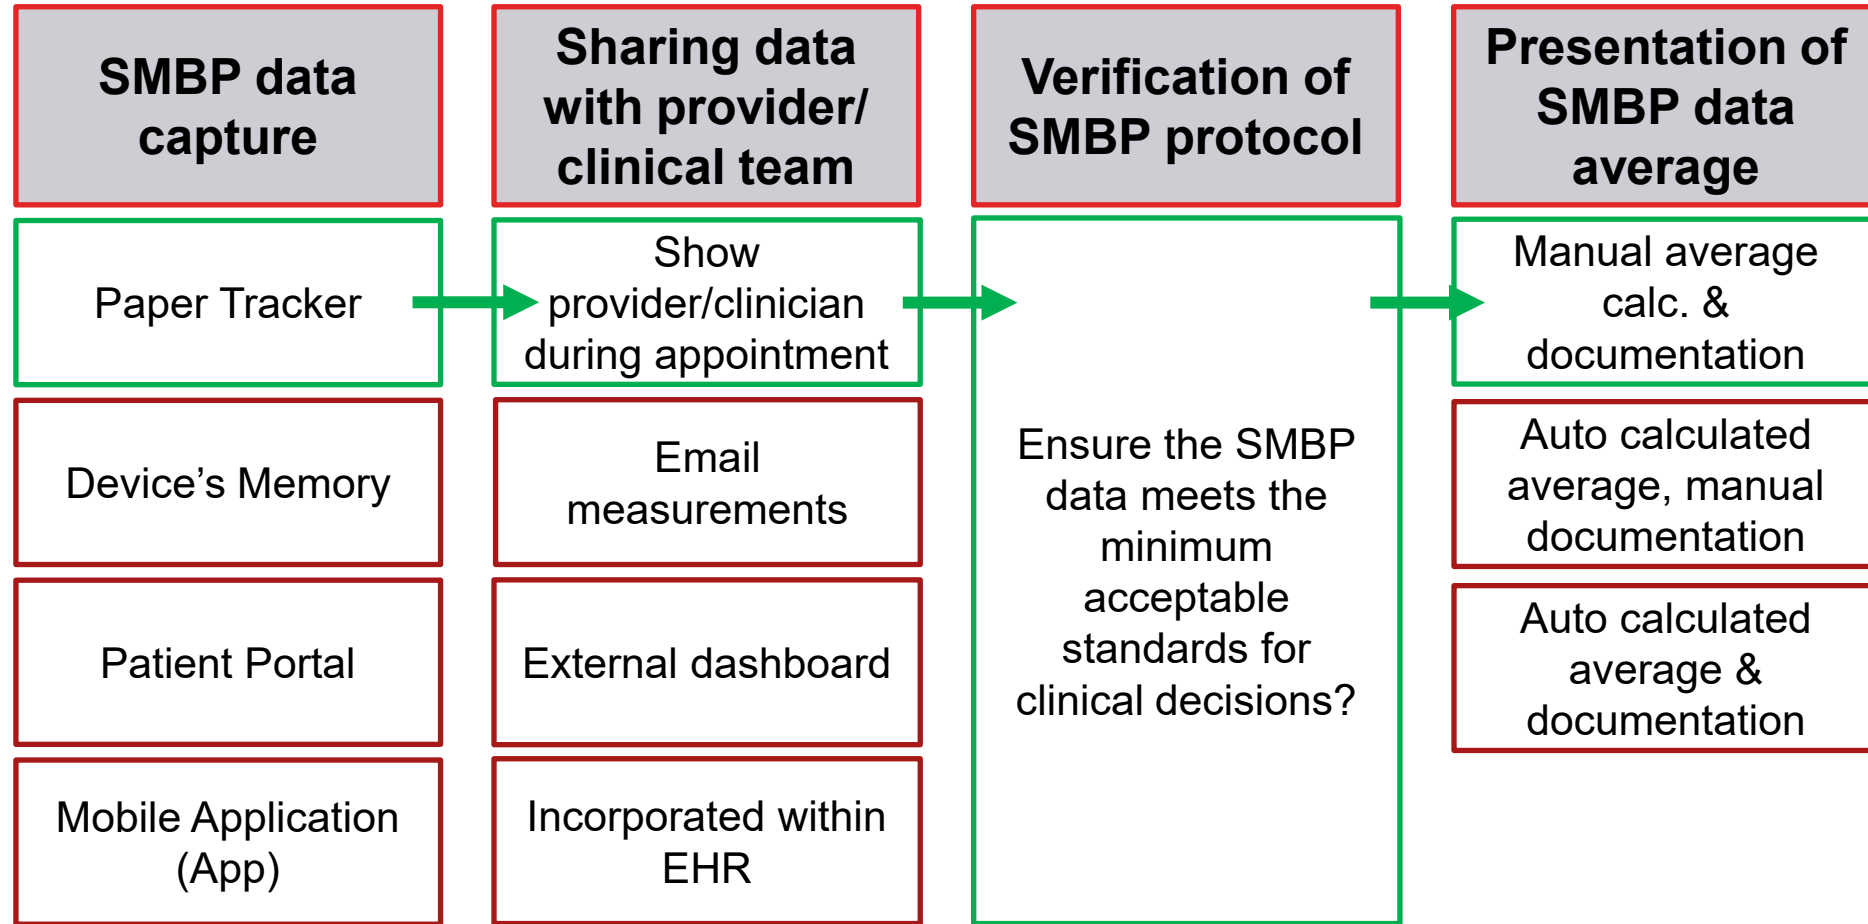 SMBP data
capture
Sharing data
with provider/
clinical team
Verification of
SMBP protocol
Presentation of
SMBP data
average
Paper Tracker
Show
provider/clinician
during appointment
Manual average
calc. &
documentation
Device’s Memory
Email
measurements
Ensure the SMBP
data meets the
minimum
acceptable
standards for
clinical decisions?
Auto calculated
average, manual
documentation
Patient Portal
External dashboard
Auto calculated
average &
documentation
Mobile Application
(App)
Incorporated within
EHR